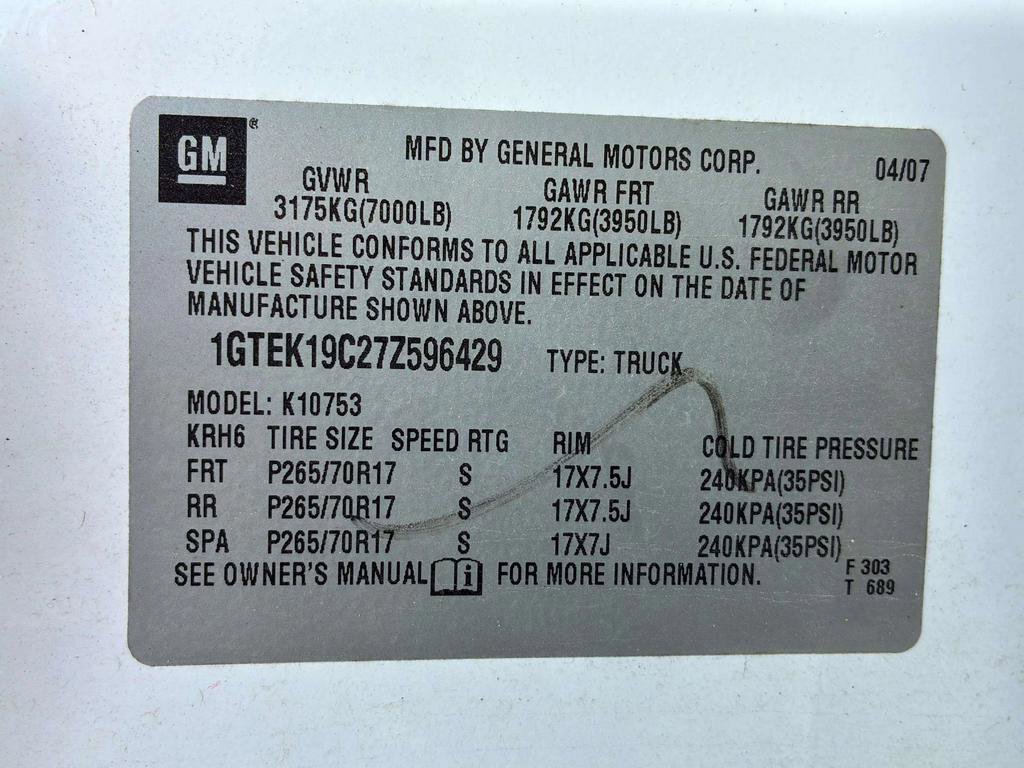 GM®
MFD BY GENERAL MOTORS CORP. 04/07
GVWR GAWR FRT GAWR RR
3175KG(7000LB) 1792KG(3950LB) 1792KG(3950LB)
THIS VEHICLE CONFORMS TO ALL APPLICABLE U.S. FEDERAL MOTOR
VEHICLE SAFETY STANDARDS IN EFFECT ON THE DATE OF
MANUFACTURE SHOWN ABOVE.
1GTEK19C27Z596429 TYPE: TRUCK
MODEL: K10753
KRH6 TIRE SIZE SPEED RTG RIM COLD TIRE PRESSURE
FRT P265/70R17 S 17X7.5J 240KPA(35PSI)
RR P265/70R17 S 17X7.5J 240KPA(35PSI)
SPA P265/70R17 S 17X7J 240KPA(35PSI)
SEE OWNER'S MANUAL i FOR MORE INFORMATION.
F 303
T 689